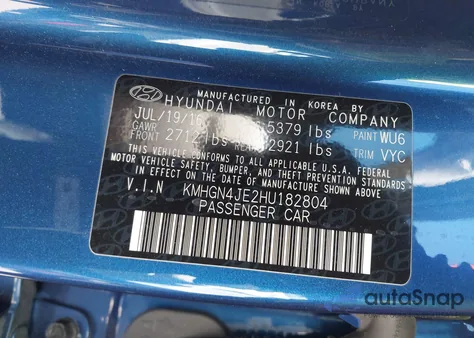 MANUFACTURED IN KOREA BY
HYUNDAI MOTOR COMPANY
JUL/19/16 5379 lbs PAINT WU6
GAWR
FRONT 2712 lbs REAR 2921 lbs TRIM VYC
THIS VEHICLE CONFORMS TO ALL APPLICABLE U.S.A. FEDERAL
MOTOR VEHICLE SAFETY, BUMPER, AND THEFT PREVENTION STANDARDS
IN EFFECT ON THE DATE OF MANUFACTURE SHOWN ABOVE.
V.I.N KMHGN4JE2HU182804
PASSENGER CAR
autoSnap